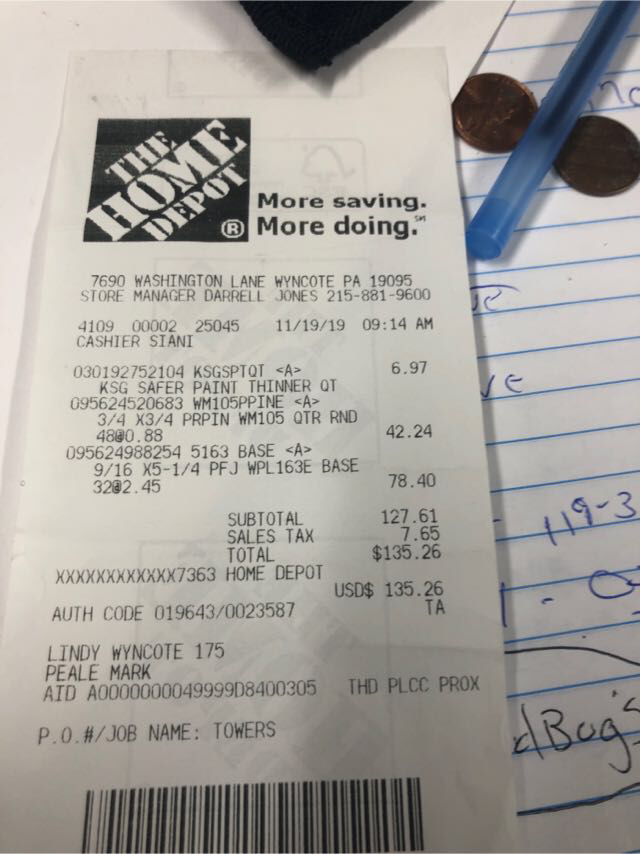 THE
HOME
DEPOT
®
More saving.
More doing.℠
7690 WASHINGTON LANE WYNCOTE PA 19095
STORE MANAGER DARRELL JONES 215-881-9600
4109 00002 25045 11/19/19 09:14 AM
CASHIER SIANI
030192752104 KSGSPTQT <A> 6.97
KSG SAFER PAINT THINNER QT
095624520683 WM105PPINE <A>
3/4 X3/4 PRPIN WM105 QTR RND
48@0.88 42.24
095624988254 5163 BASE <A>
9/16 X5-1/4 PFJ WPL163E BASE
32@2.45 78.40
SUBTOTAL 127.61
SALES TAX 7.65
TOTAL $135.26
XXXXXXXXXXXX7363 HOME DEPOT
USD$ 135.26
AUTH CODE 019643/0023587 TA
LINDY WYNCOTE 175
PEALE MARK
AID A0000000049999D8400305 THD PLCC PROX
P.O.#/JOB NAME: TOWERS